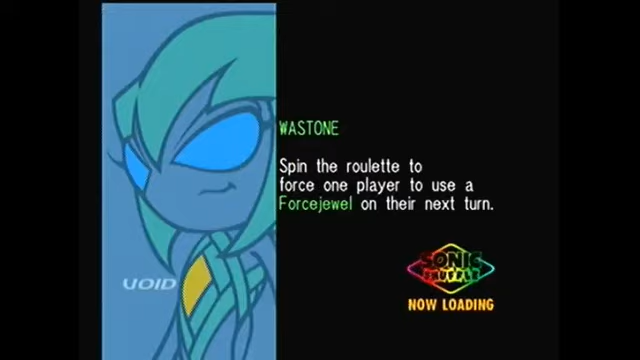 WASTONE
Spin the roulette to
force one player to use a
Forcejewel on their next turn.
VOID
SONIC
SHUFFLE
NOW LOADING